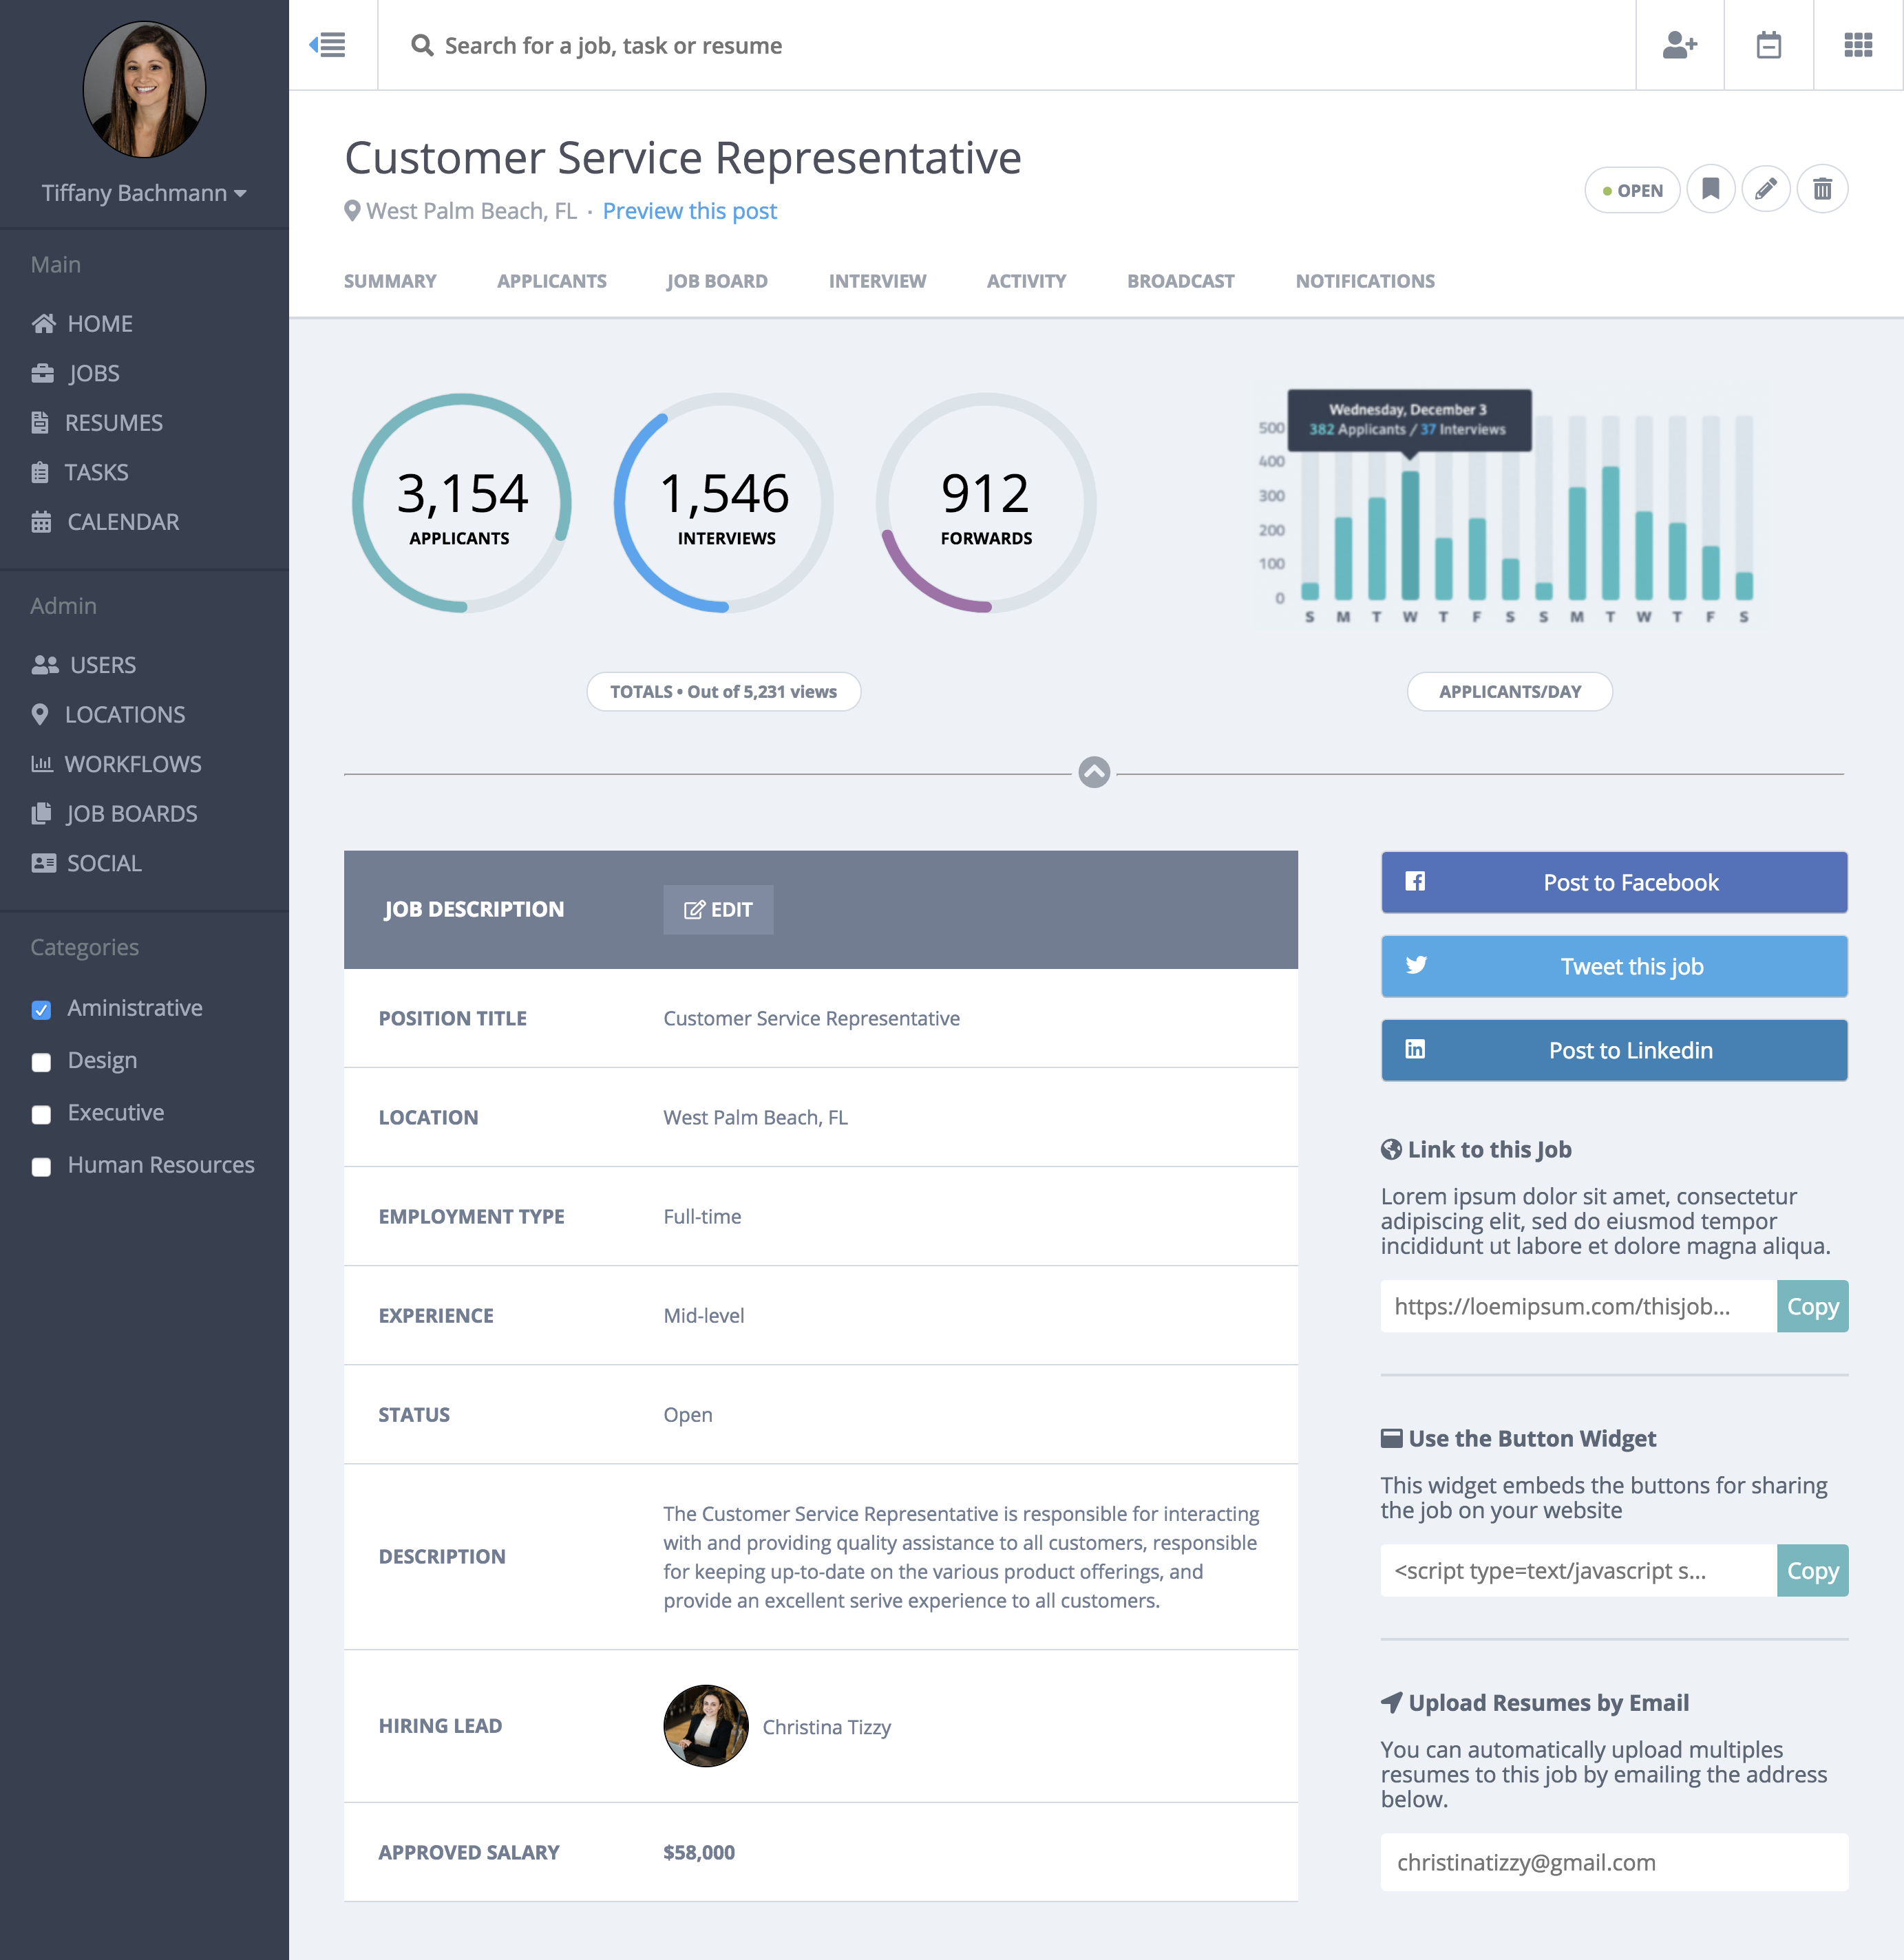 Tiffany Bachmann
Main
HOME
JOBS
RESUMES
TASKS
CALENDAR
Admin
USERS
LOCATIONS
WORKFLOWS
JOB BOARDS
SOCIAL
Categories
Aministrative
Design
Executive
Human Resources
Search for a job, task or resume
Customer Service Representative
West Palm Beach, FL · Preview this post
OPEN
SUMMARY APPLICANTS JOB BOARD INTERVIEW ACTIVITY BROADCAST NOTIFICATIONS
3,154
APPLICANTS
1,546
INTERVIEWS
912
FORWARDS
TOTALS • Out of 5,231 views
Wednesday, December 3
382 Applicants / 37 Interviews
500
400
300
200
100
0
S M T W T F S S M T W T F S
APPLICANTS/DAY
JOB DESCRIPTION EDIT
POSITION TITLE Customer Service Representative
LOCATION West Palm Beach, FL
EMPLOYMENT TYPE Full-time
EXPERIENCE Mid-level
STATUS Open
DESCRIPTION
The Customer Service Representative is responsible for interacting
with and providing quality assistance to all customers, responsible
for keeping up-to-date on the various product offerings, and
provide an excellent serive experience to all customers.
HIRING LEAD Christina Tizzy
APPROVED SALARY $58,000
Post to Facebook
Tweet this job
Post to Linkedin
Link to this Job
Lorem ipsum dolor sit amet, consectetur
adipiscing elit, sed do eiusmod tempor
incididunt ut labore et dolore magna aliqua.
https://loemipsum.com/thisjob... Copy
Use the Button Widget
This widget embeds the buttons for sharing
the job on your website
<script type=text/javascript s... Copy
Upload Resumes by Email
You can automatically upload multiples
resumes to this job by emailing the address
below.
christinatizzy@gmail.com